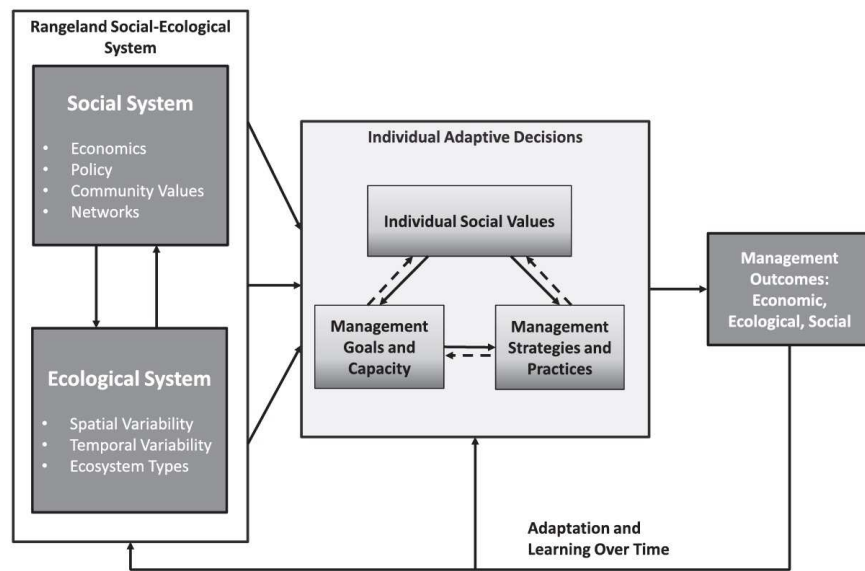 Rangeland Social-Ecological
System
Social System
• Economics
• Policy
• Community Values
• Networks
Ecological System
• Spatial Variability
• Temporal Variability
• Ecosystem Types
Individual Adaptive Decisions
Individual Social Values
Management
Goals and
Capacity
Management
Strategies and
Practices
Management
Outcomes:
Economic,
Ecological, Social
Adaptation and
Learning Over Time